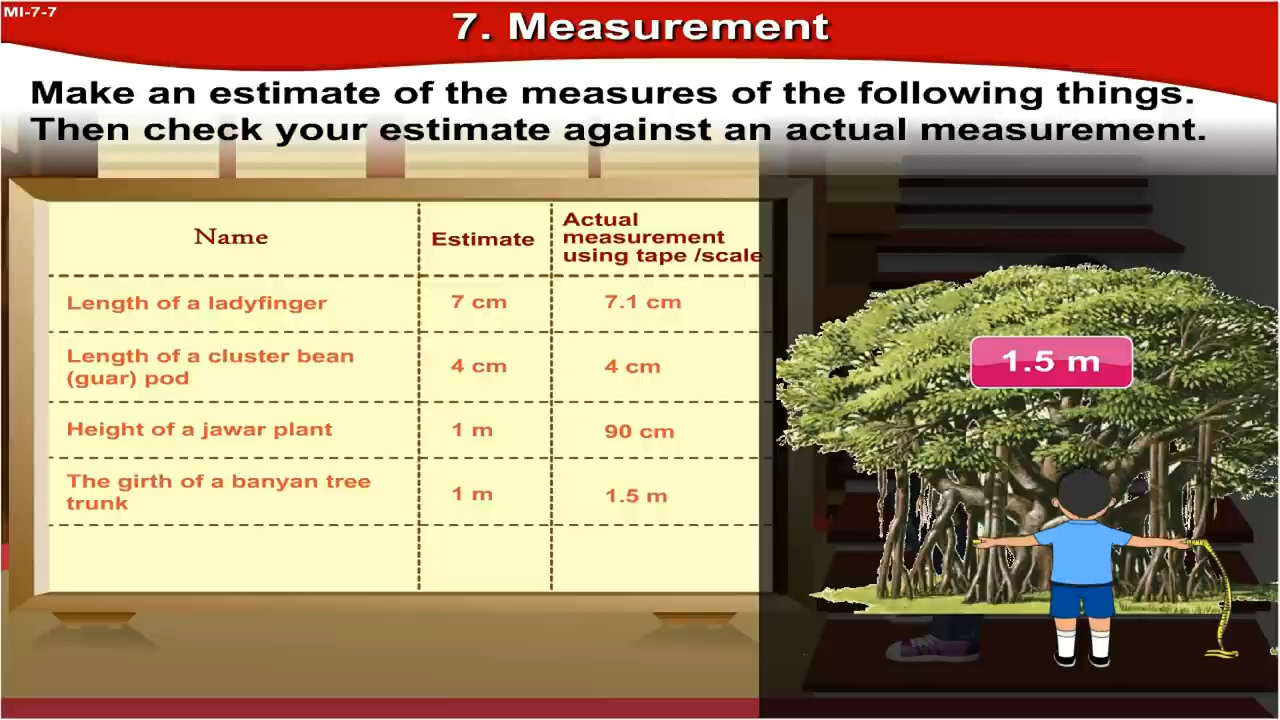 MI-7-7
7. Measurement
Make an estimate of the measures of the following things.
Then check your estimate against an actual measurement.
Name
Estimate
Actual
measurement
using tape /scale
Length of a ladyfinger
7 cm
7.1 cm
Length of a cluster bean
(guar) pod
4 cm
4 cm
Height of a jawar plant
1 m
90 cm
The girth of a banyan tree
trunk
1 m
1.5 m
1.5 m